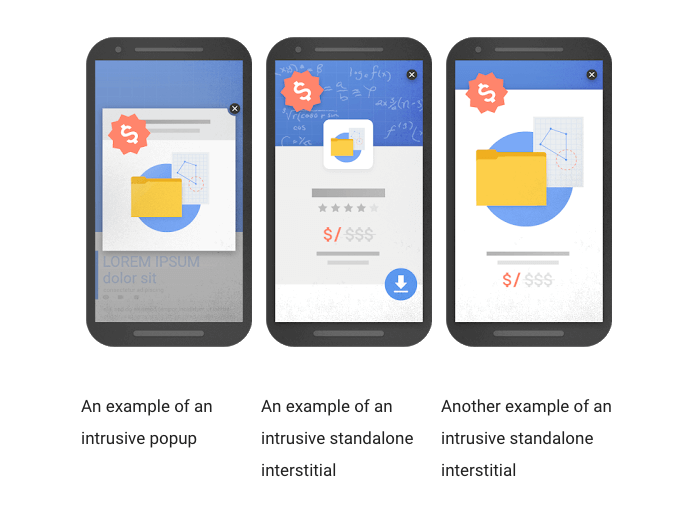 LOREM IPSUM
dolor sit
$/ $$$
$/ $$$
An example of an
intrusive popup
An example of an
intrusive standalone
interstitial
Another example of an
intrusive standalone
interstitial